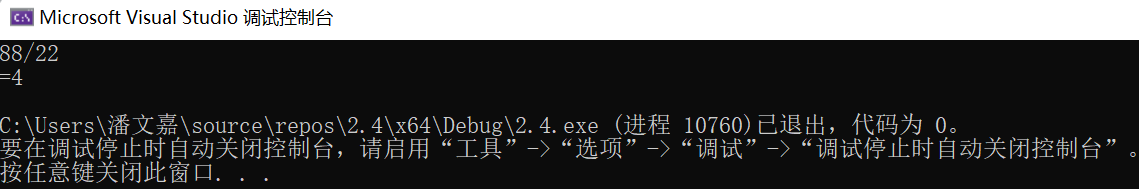 Microsoft Visual Studio 调试控制台
88/22
=4
C:\Users\潘文嘉\source\repos\2.4\x64\Debug\2.4.exe (进程 10760)已退出，代码为 0。
要在调试停止时自动关闭控制台，请启用“工具”->“选项”->“调试”->“调试停止时自动关闭控制台”。
按任意键关闭此窗口. . .